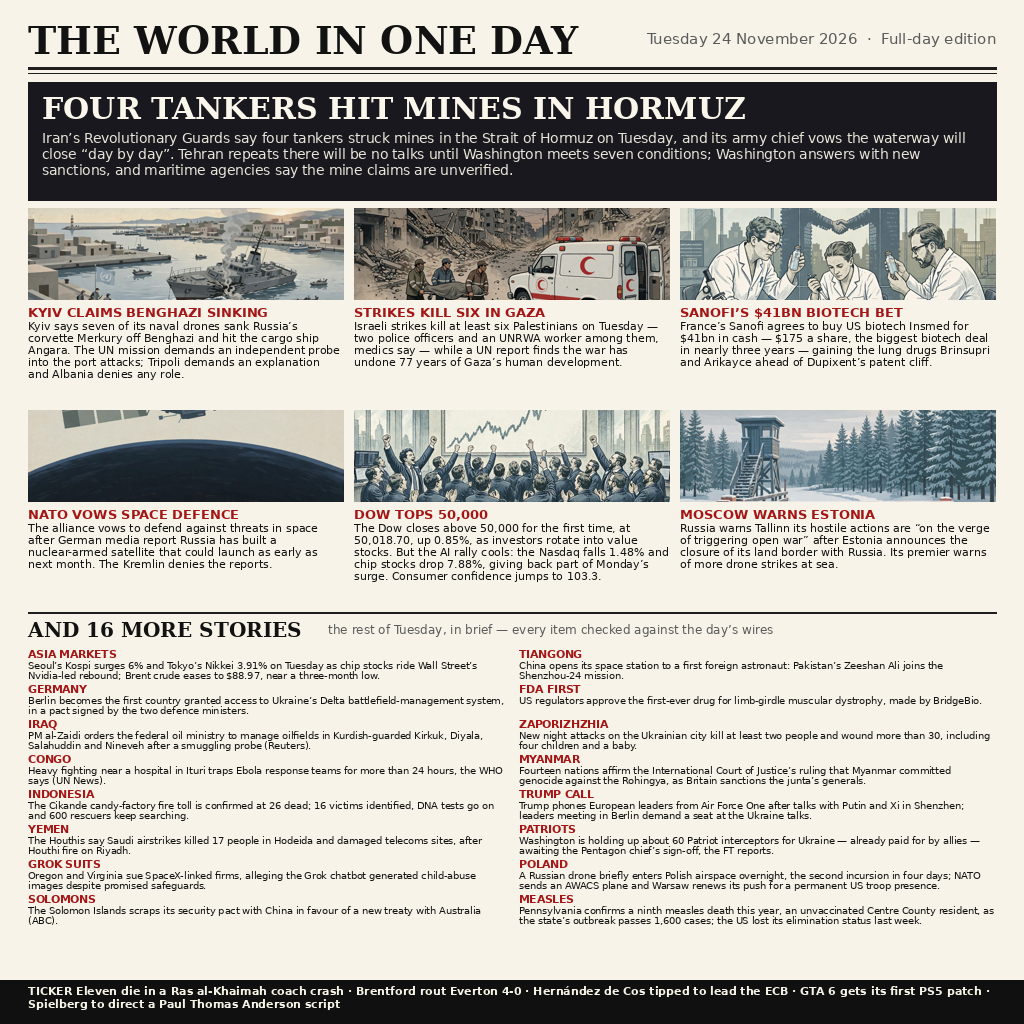 THE WORLD IN ONE DAY
Tuesday 24 November 2026 · Full-day edition
FOUR TANKERS HIT MINES IN HORMUZ
Iran’s Revolutionary Guards say four tankers struck mines in the Strait of Hormuz on Tuesday, and its army chief vows the waterway will
close “day by day”. Tehran repeats there will be no talks until Washington meets seven conditions; Washington answers with new
sanctions, and maritime agencies say the mine claims are unverified.
KYIV CLAIMS BENGHAZI SINKING
Kyiv says seven of its naval drones sank Russia’s
corvette Merkury off Benghazi and hit the cargo ship
Angara. The UN mission demands an independent probe
into the port attacks; Tripoli demands an explanation
and Albania denies any role.
STRIKES KILL SIX IN GAZA
Israeli strikes kill at least six Palestinians on Tuesday —
two police officers and an UNRWA worker among them,
medics say — while a UN report finds the war has
undone 77 years of Gaza’s human development.
SANOFI’S $41BN BIOTECH BET
France’s Sanofi agrees to buy US biotech Insmed for
$41bn in cash — $175 a share, the biggest biotech deal
in nearly three years — gaining the lung drugs Brinsupri
and Arikayce ahead of Dupixent’s patent cliff.
NATO VOWS SPACE DEFENCE
The alliance vows to defend against threats in space
after German media report Russia has built a
nuclear-armed satellite that could launch as early as
next month. The Kremlin denies the reports.
DOW TOPS 50,000
The Dow closes above 50,000 for the first time, at
50,018.70, up 0.85%, as investors rotate into value
stocks. But the AI rally cools: the Nasdaq falls 1.48% and
chip stocks drop 7.88%, giving back part of Monday’s
surge. Consumer confidence jumps to 103.3.
MOSCOW WARNS ESTONIA
Russia warns Tallinn its hostile actions are “on the verge
of triggering open war” after Estonia announces the
closure of its land border with Russia. Its premier warns
of more drone strikes at sea.
AND 16 MORE STORIES
the rest of Tuesday, in brief — every item checked against the day’s wires
ASIA MARKETS
Seoul’s Kospi surges 6% and Tokyo’s Nikkei 3.91% on Tuesday as chip stocks ride Wall Street’s
Nvidia-led rebound; Brent crude eases to $88.97, near a three-month low.
GERMANY
Berlin becomes the first country granted access to Ukraine’s Delta battlefield-management system,
in a pact signed by the two defence ministers.
IRAQ
PM al-Zaidi orders the federal oil ministry to manage oilfields in Kurdish-guarded Kirkuk, Diyala,
Salahuddin and Nineveh after a smuggling probe (Reuters).
CONGO
Heavy fighting near a hospital in Ituri traps Ebola response teams for more than 24 hours, the WHO
says (UN News).
INDONESIA
The Cikande candy-factory fire toll is confirmed at 26 dead; 16 victims identified, DNA tests go on
and 600 rescuers keep searching.
YEMEN
The Houthis say Saudi airstrikes killed 17 people in Hodeida and damaged telecoms sites, after
Houthi fire on Riyadh.
GROK SUITS
Oregon and Virginia sue SpaceX-linked firms, alleging the Grok chatbot generated child-abuse
images despite promised safeguards.
SOLOMONS
The Solomon Islands scraps its security pact with China in favour of a new treaty with Australia
(ABC).
TIANGONG
China opens its space station to a first foreign astronaut: Pakistan’s Zeeshan Ali joins the
Shenzhou-24 mission.
FDA FIRST
US regulators approve the first-ever drug for limb-girdle muscular dystrophy, made by BridgeBio.
ZAPORIZHZHIA
New night attacks on the Ukrainian city kill at least two people and wound more than 30, including
four children and a baby.
MYANMAR
Fourteen nations affirm the International Court of Justice’s ruling that Myanmar committed
genocide against the Rohingya, as Britain sanctions the junta’s generals.
TRUMP CALL
Trump phones European leaders from Air Force One after talks with Putin and Xi in Shenzhen;
leaders meeting in Berlin demand a seat at the Ukraine talks.
PATRIOTS
Washington is holding up about 60 Patriot interceptors for Ukraine — already paid for by allies —
awaiting the Pentagon chief’s sign-off, the FT reports.
POLAND
A Russian drone briefly enters Polish airspace overnight, the second incursion in four days; NATO
sends an AWACS plane and Warsaw renews its push for a permanent US troop presence.
MEASLES
Pennsylvania confirms a ninth measles death this year, an unvaccinated Centre County resident, as
the state’s outbreak passes 1,600 cases; the US lost its elimination status last week.
TICKER Eleven die in a Ras al-Khaimah coach crash · Brentford rout Everton 4-0 · Hernández de Cos tipped to lead the ECB · GTA 6 gets its first PS5 patch ·
Spielberg to direct a Paul Thomas Anderson script